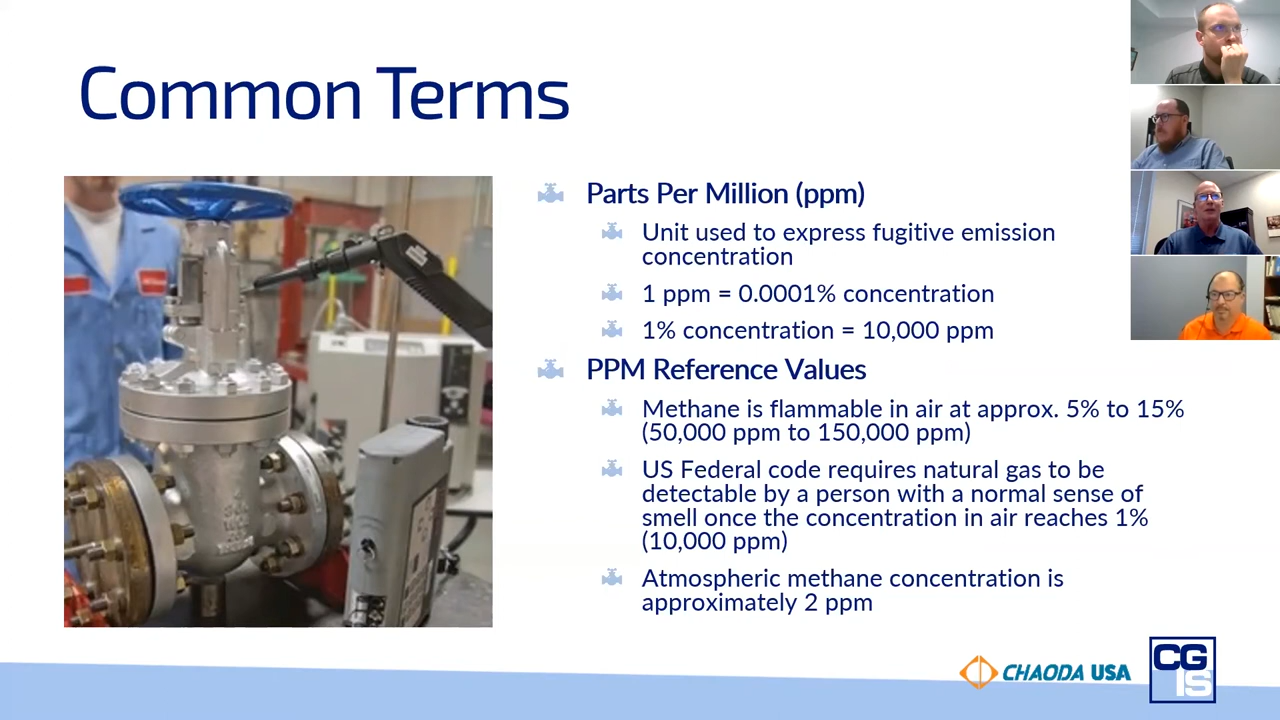 Common Terms
Parts Per Million (ppm)
Unit used to express fugitive emission
concentration
1 ppm = 0.0001% concentration
1% concentration = 10,000 ppm
PPM Reference Values
Methane is flammable in air at approx. 5% to 15%
(50,000 ppm to 150,000 ppm)
US Federal code requires natural gas to be
detectable by a person with a normal sense of
smell once the concentration in air reaches 1%
(10,000 ppm)
Atmospheric methane concentration is
approximately 2 ppm
CHAODA USA
CG
IS